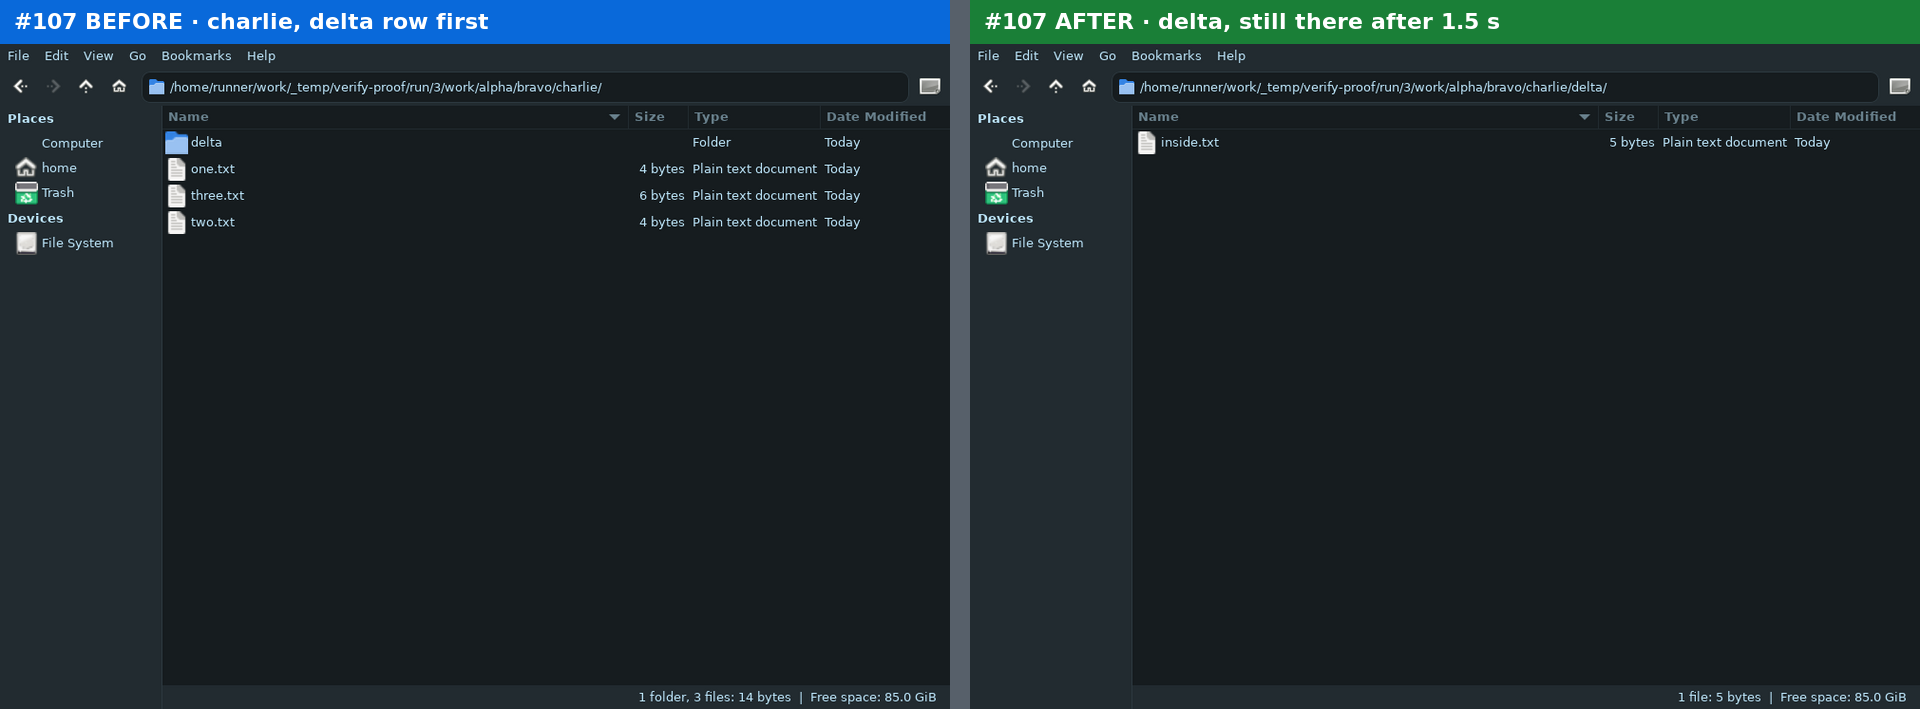 #107 BEFORE · charlie, delta row first
File Edit View Go Bookmarks Help
/home/runner/work/_temp/verify-proof/run/3/work/alpha/bravo/charlie/
Places
Computer
home
Trash
Devices
File System
Name Size Type Date Modified
delta Folder Today
one.txt 4 bytes Plain text document Today
three.txt 6 bytes Plain text document Today
two.txt 4 bytes Plain text document Today
1 folder, 3 files: 14 bytes | Free space: 85.0 GiB
#107 AFTER · delta, still there after 1.5 s
File Edit View Go Bookmarks Help
/home/runner/work/_temp/verify-proof/run/3/work/alpha/bravo/charlie/delta/
Places
Computer
home
Trash
Devices
File System
Name Size Type Date Modified
inside.txt 5 bytes Plain text document Today
1 file: 5 bytes | Free space: 85.0 GiB